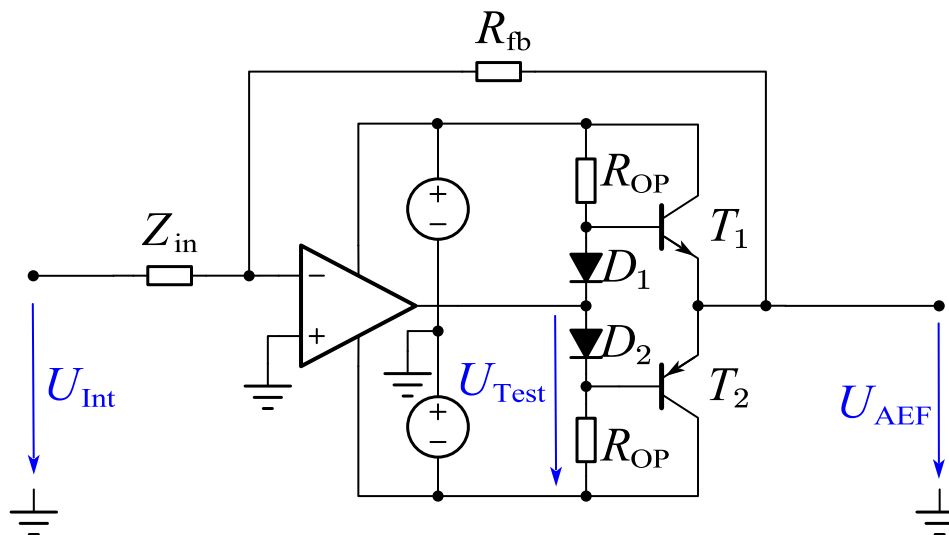 R_fb
+
R_OP
−
Z_in
T_1
−
D_1
+
D_2
U_Int
U_Test
T_2
+
U_AEF
−
R_OP